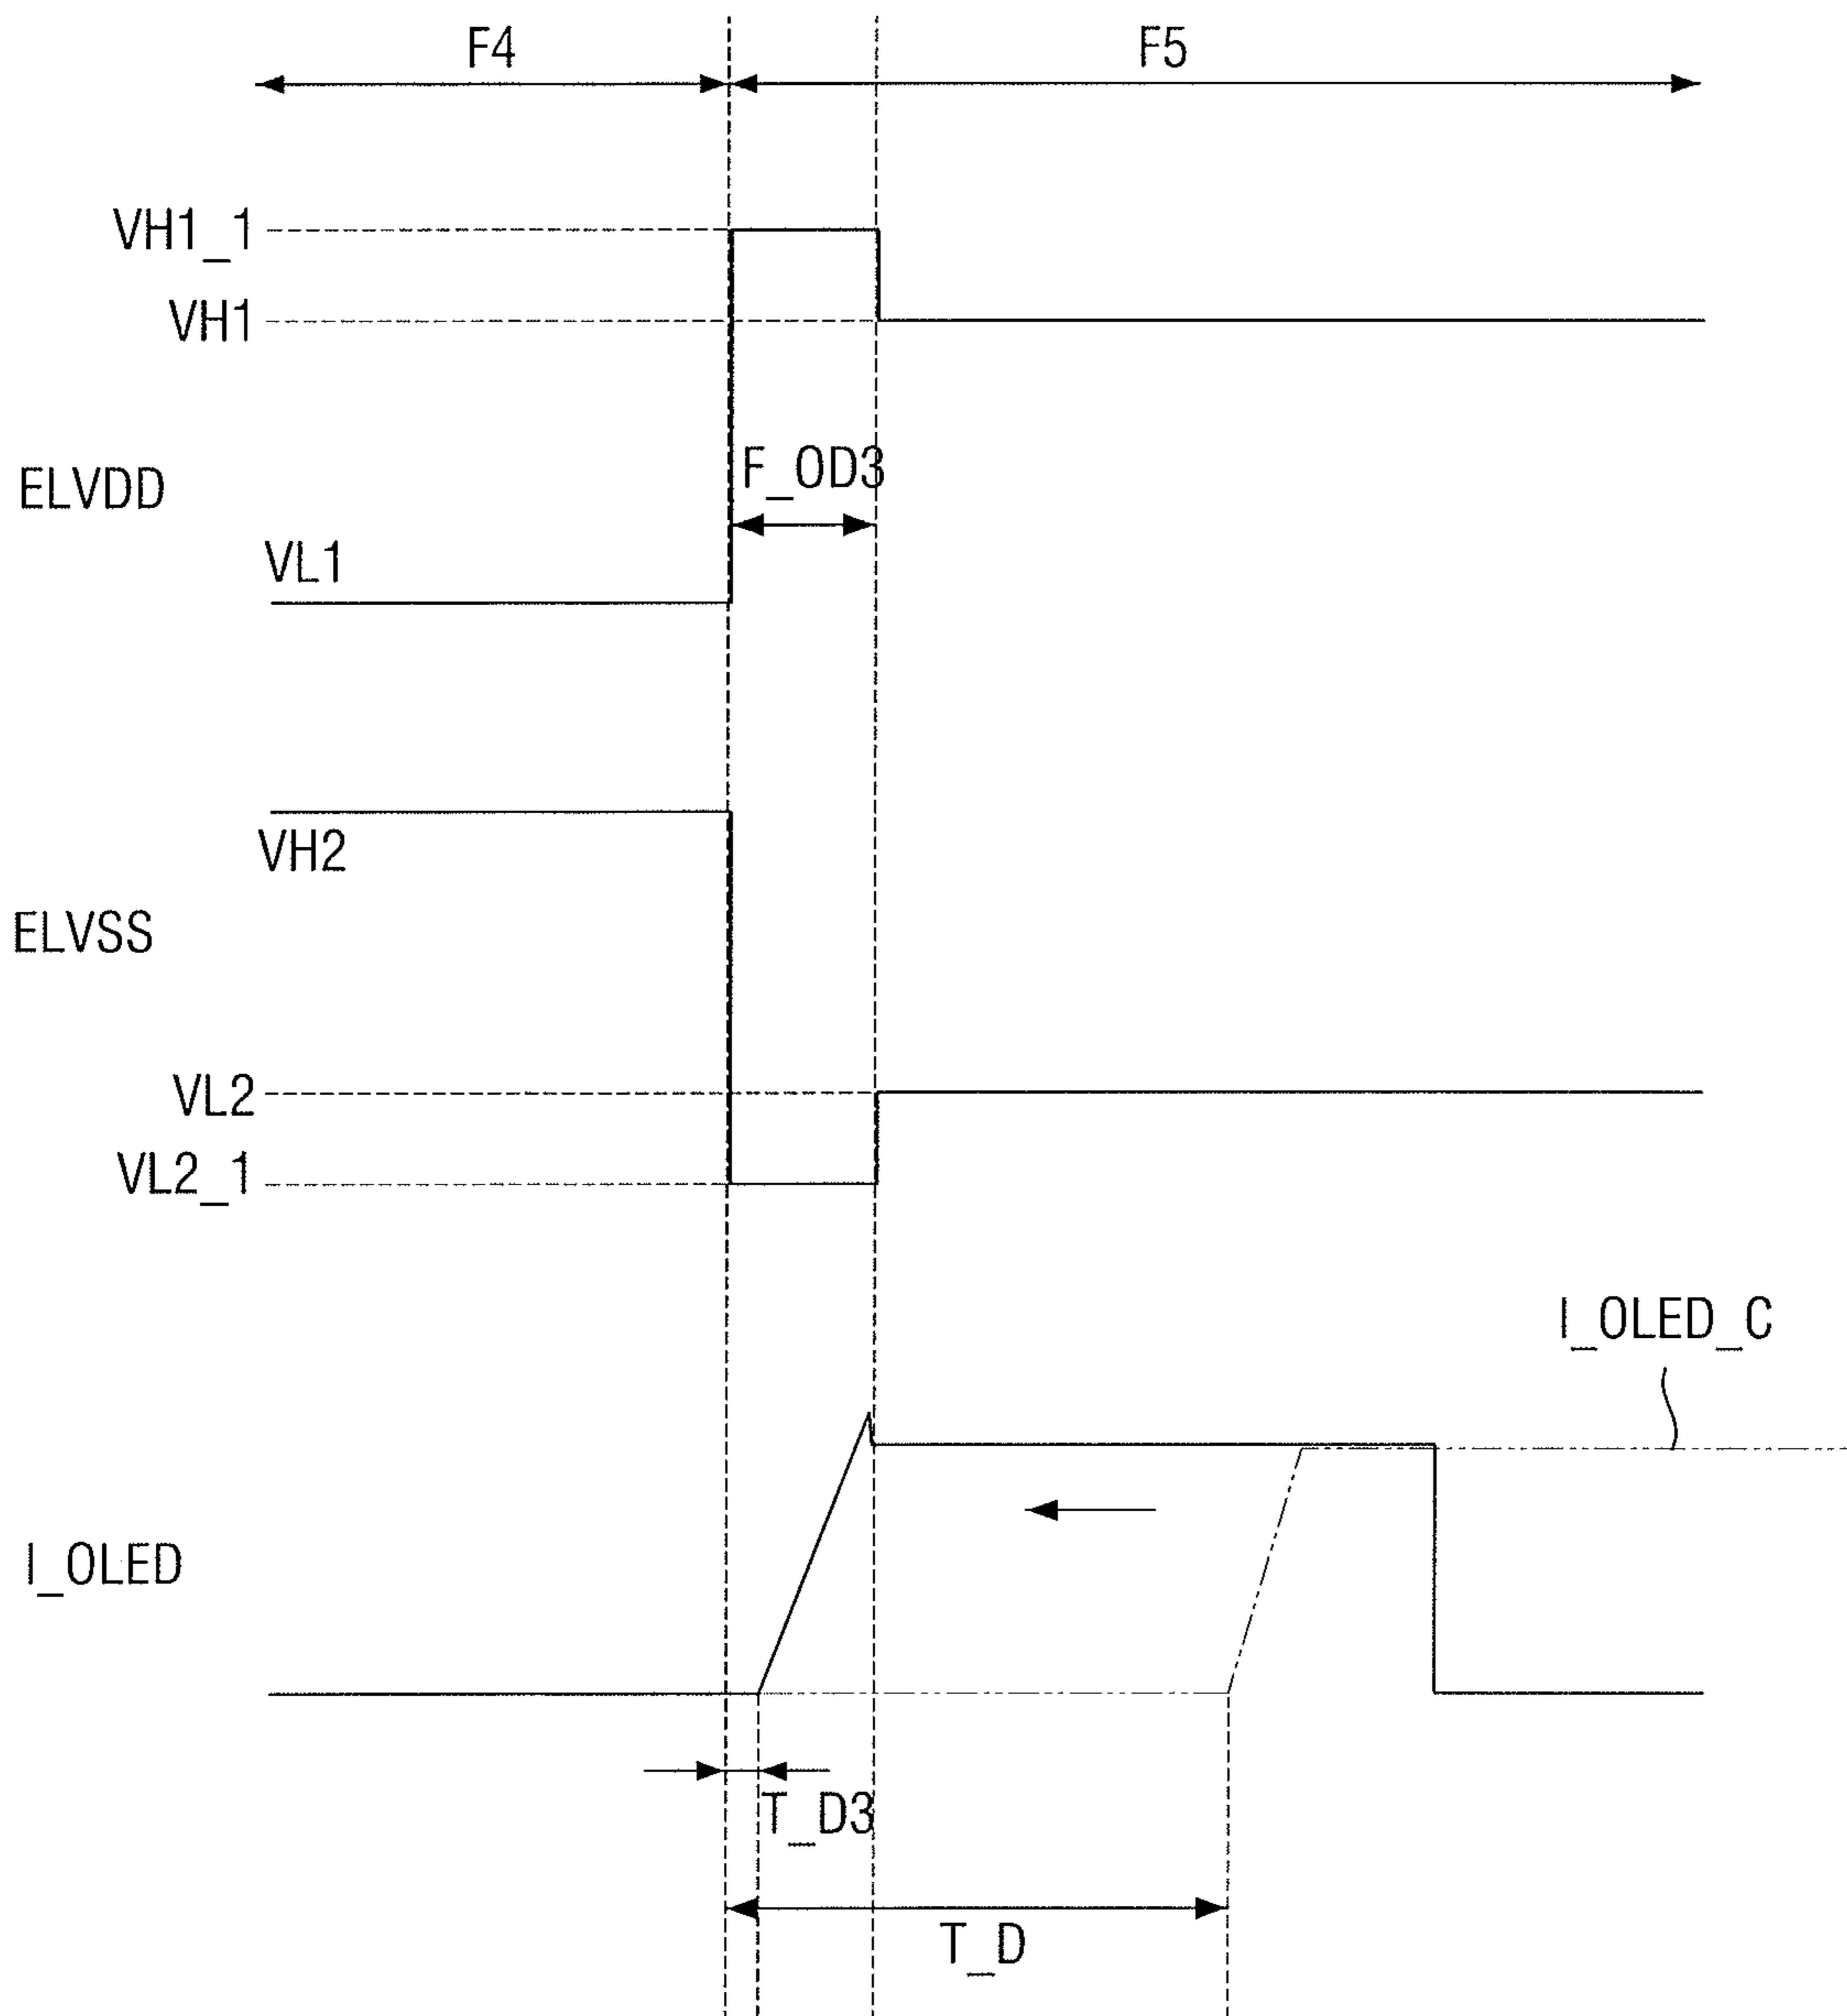 F4
F5
VH1_1
VH1
F_OD3
ELVDD
VL1
VH2
ELVSS
VL2
VL2_1
I_OLED_C
I_OLED
T_D3
T_D